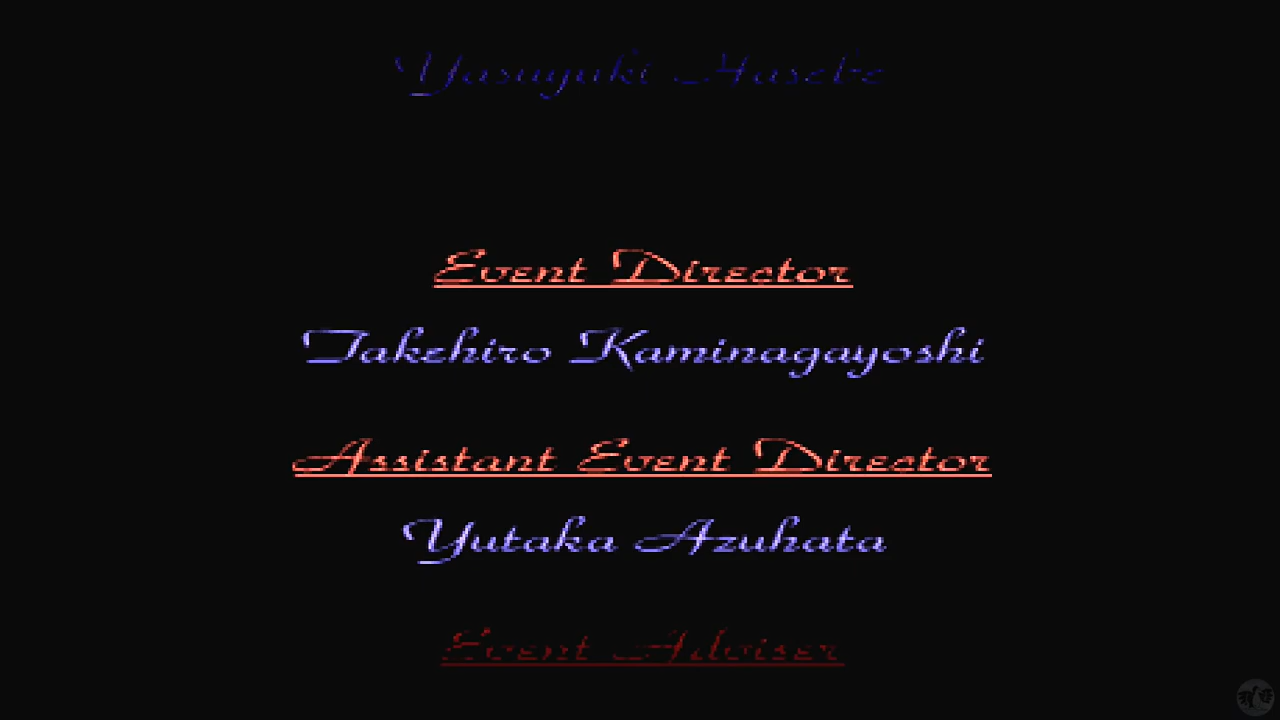 Yasuyuki Hasebe
Event Director
Takehiro Kaminagayoshi
Assistant Event Director
Yutaka Azuhata
Event Adviser